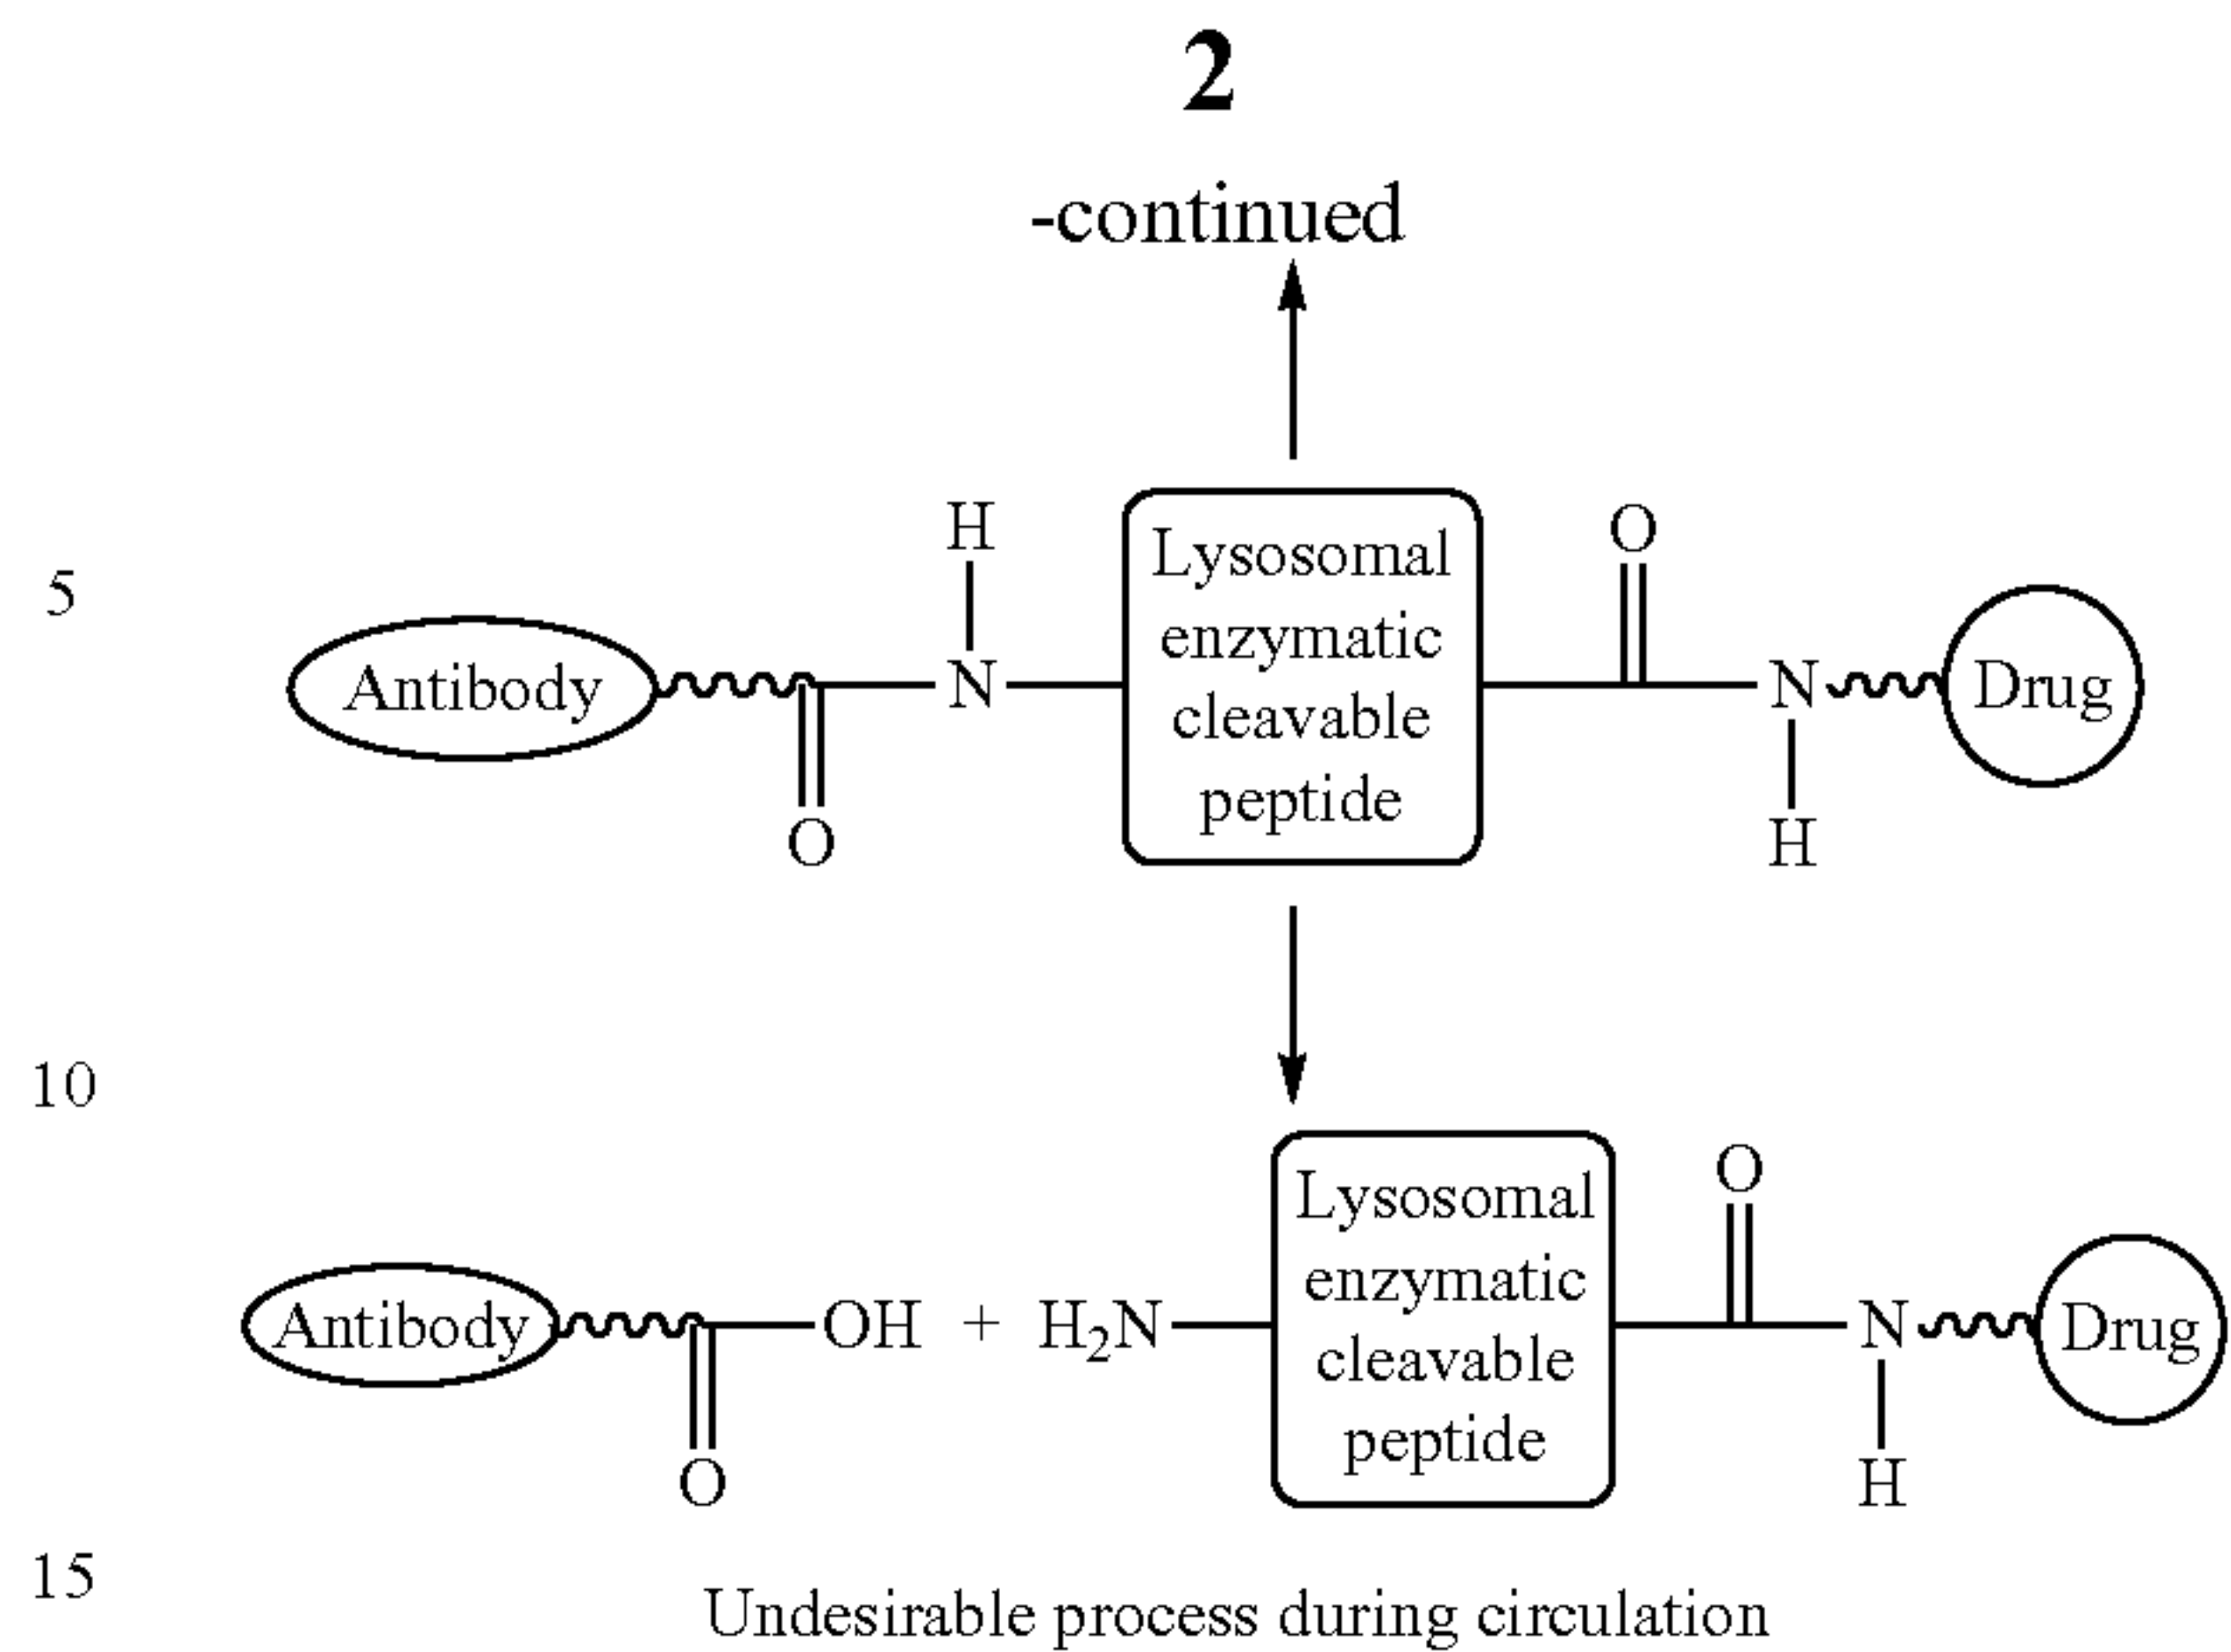 2
-continued
H
O
5
Lysosomal
enzymatic
cleavable
peptide
Antibody
N
N
Drug
O
H
10
O
Lysosomal
enzymatic
cleavable
peptide
Antibody
OH + H₂N
N
Drug
O
H
15
Undesirable process during circulation